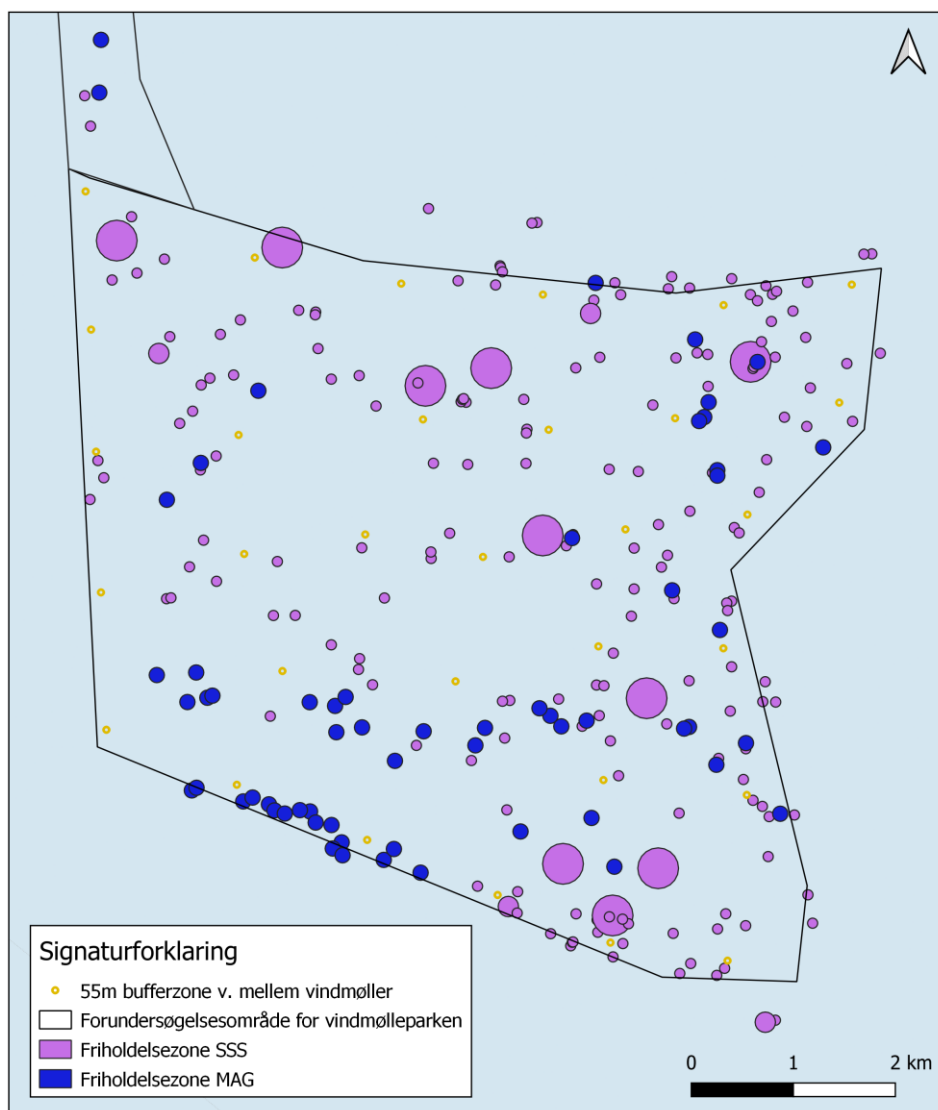 Signaturforklaring
55m bufferzone v. mellem vindmøller
Forundersøgelsesområde for vindmølleparken
Friholdelsezone SSS
Friholdelsezone MAG
0 1 2 km